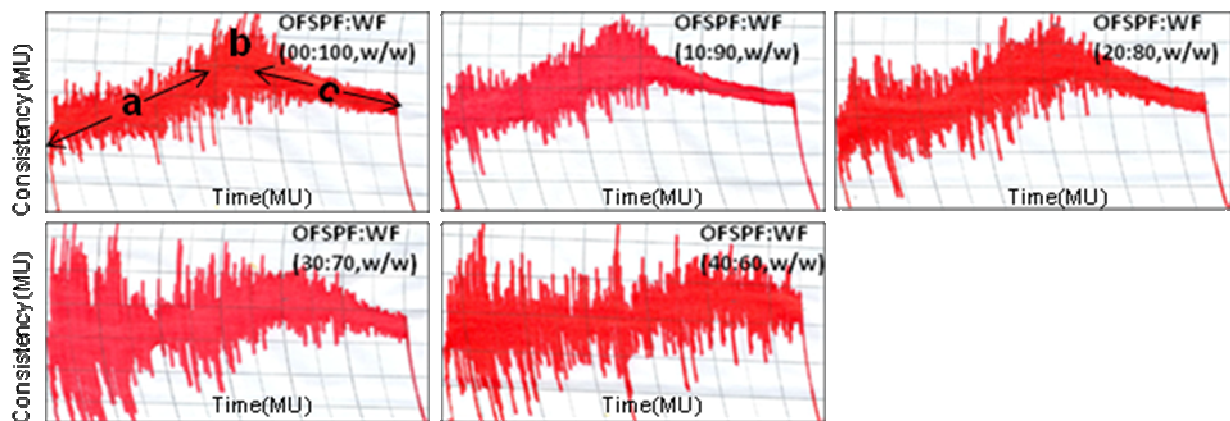 OFSPF:WF
(00:100,w/w)
b
a
c
Consistency(MU)
Time(MU)
OFSPF:WF
(10:90,w/w)
Time(MU)
OFSPF:WF
(20:80,w/w)
Time(MU)
OFSPF:WF
(30:70,w/w)
Consistency(MU)
Time(MU)
OFSPF:WF
(40:60,w/w)
Time(MU)